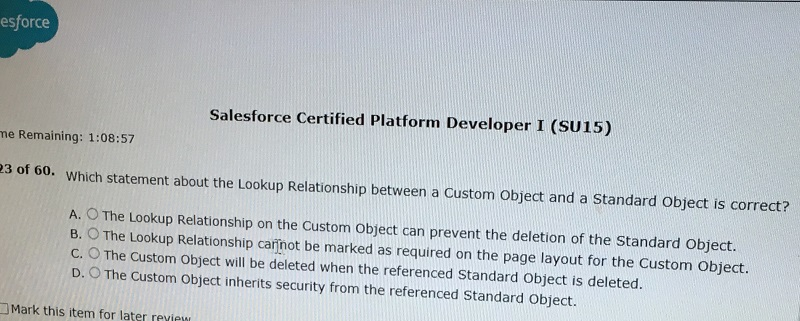 esforce
Salesforce Certified Platform Developer I (SU15)
me Remaining: 1:08:57
23 of 60. Which statement about the Lookup Relationship between a Custom Object and a Standard Object is correct?
A. The Lookup Relationship on the Custom Object can prevent the deletion of the Standard Object.
B. The Lookup Relationship cannot be marked as required on the page layout for the Custom Object.
C. The Custom Object will be deleted when the referenced Standard Object is deleted.
D. The Custom Object inherits security from the referenced Standard Object.
Mark this item for later review.